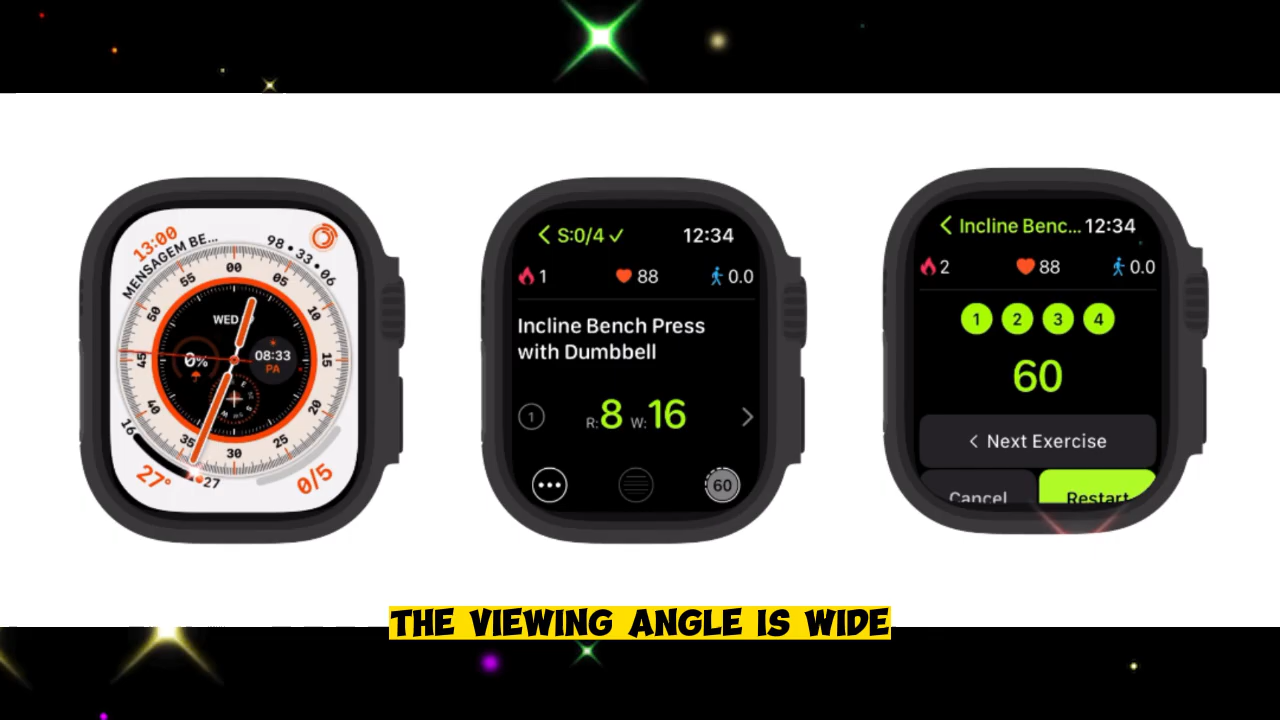 13:00
MENSAGEM BE...
98 • 33 • 06
00
05
10
15
20
25
30
35
40
45
50
55
WED
0%
08:33
PA
16
27
27°
0/5
S:0/4 ✓
12:34
1
88
0.0
Incline Bench Press
with Dumbbell
1
R:8 W:16
60
Incline Benc... 12:34
2
88
0.0
1 2 3 4
60
Next Exercise
Cancel
Restart
THE VIEWING ANGLE IS WIDE